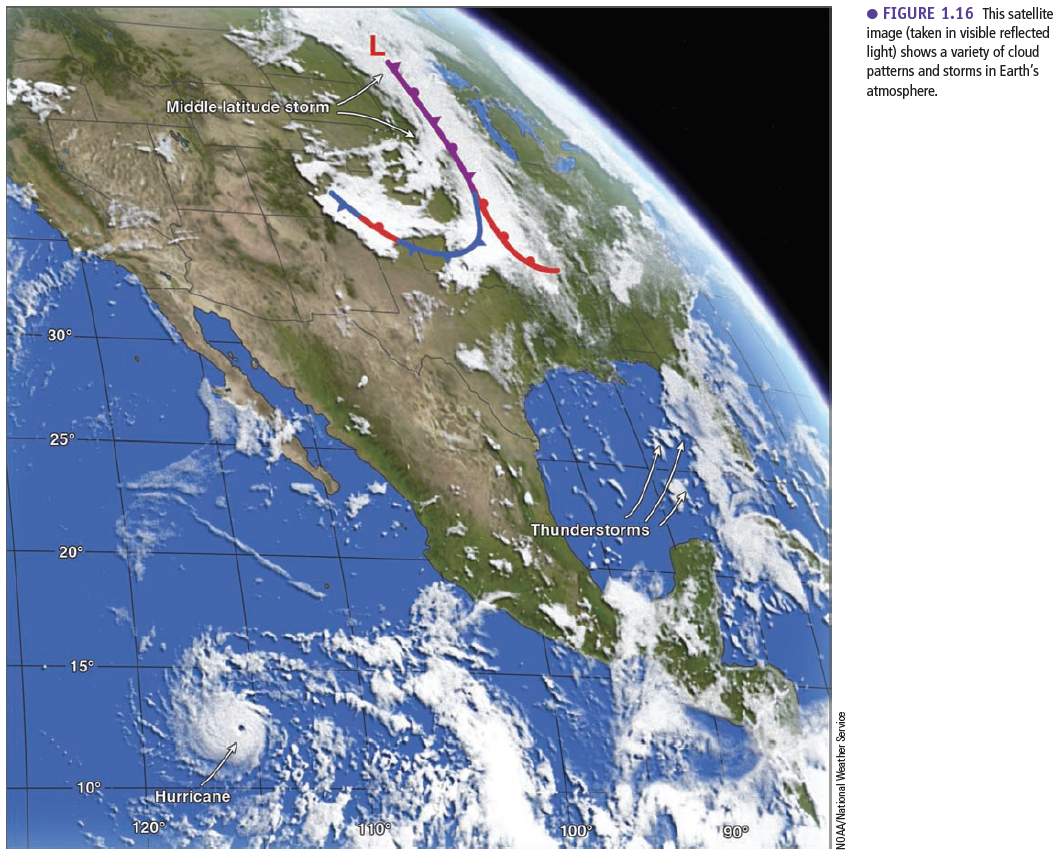 ● FIGURE 1.16 This satellite
image (taken in visible reflected
light) shows a variety of cloud
patterns and storms in Earth's
atmosphere.
L
Middle-latitude storm
30°
25°
Thunderstorms
20°
15°
10°
Hurricane
120°
110°
100°
90°
NOAA/National Weather Service